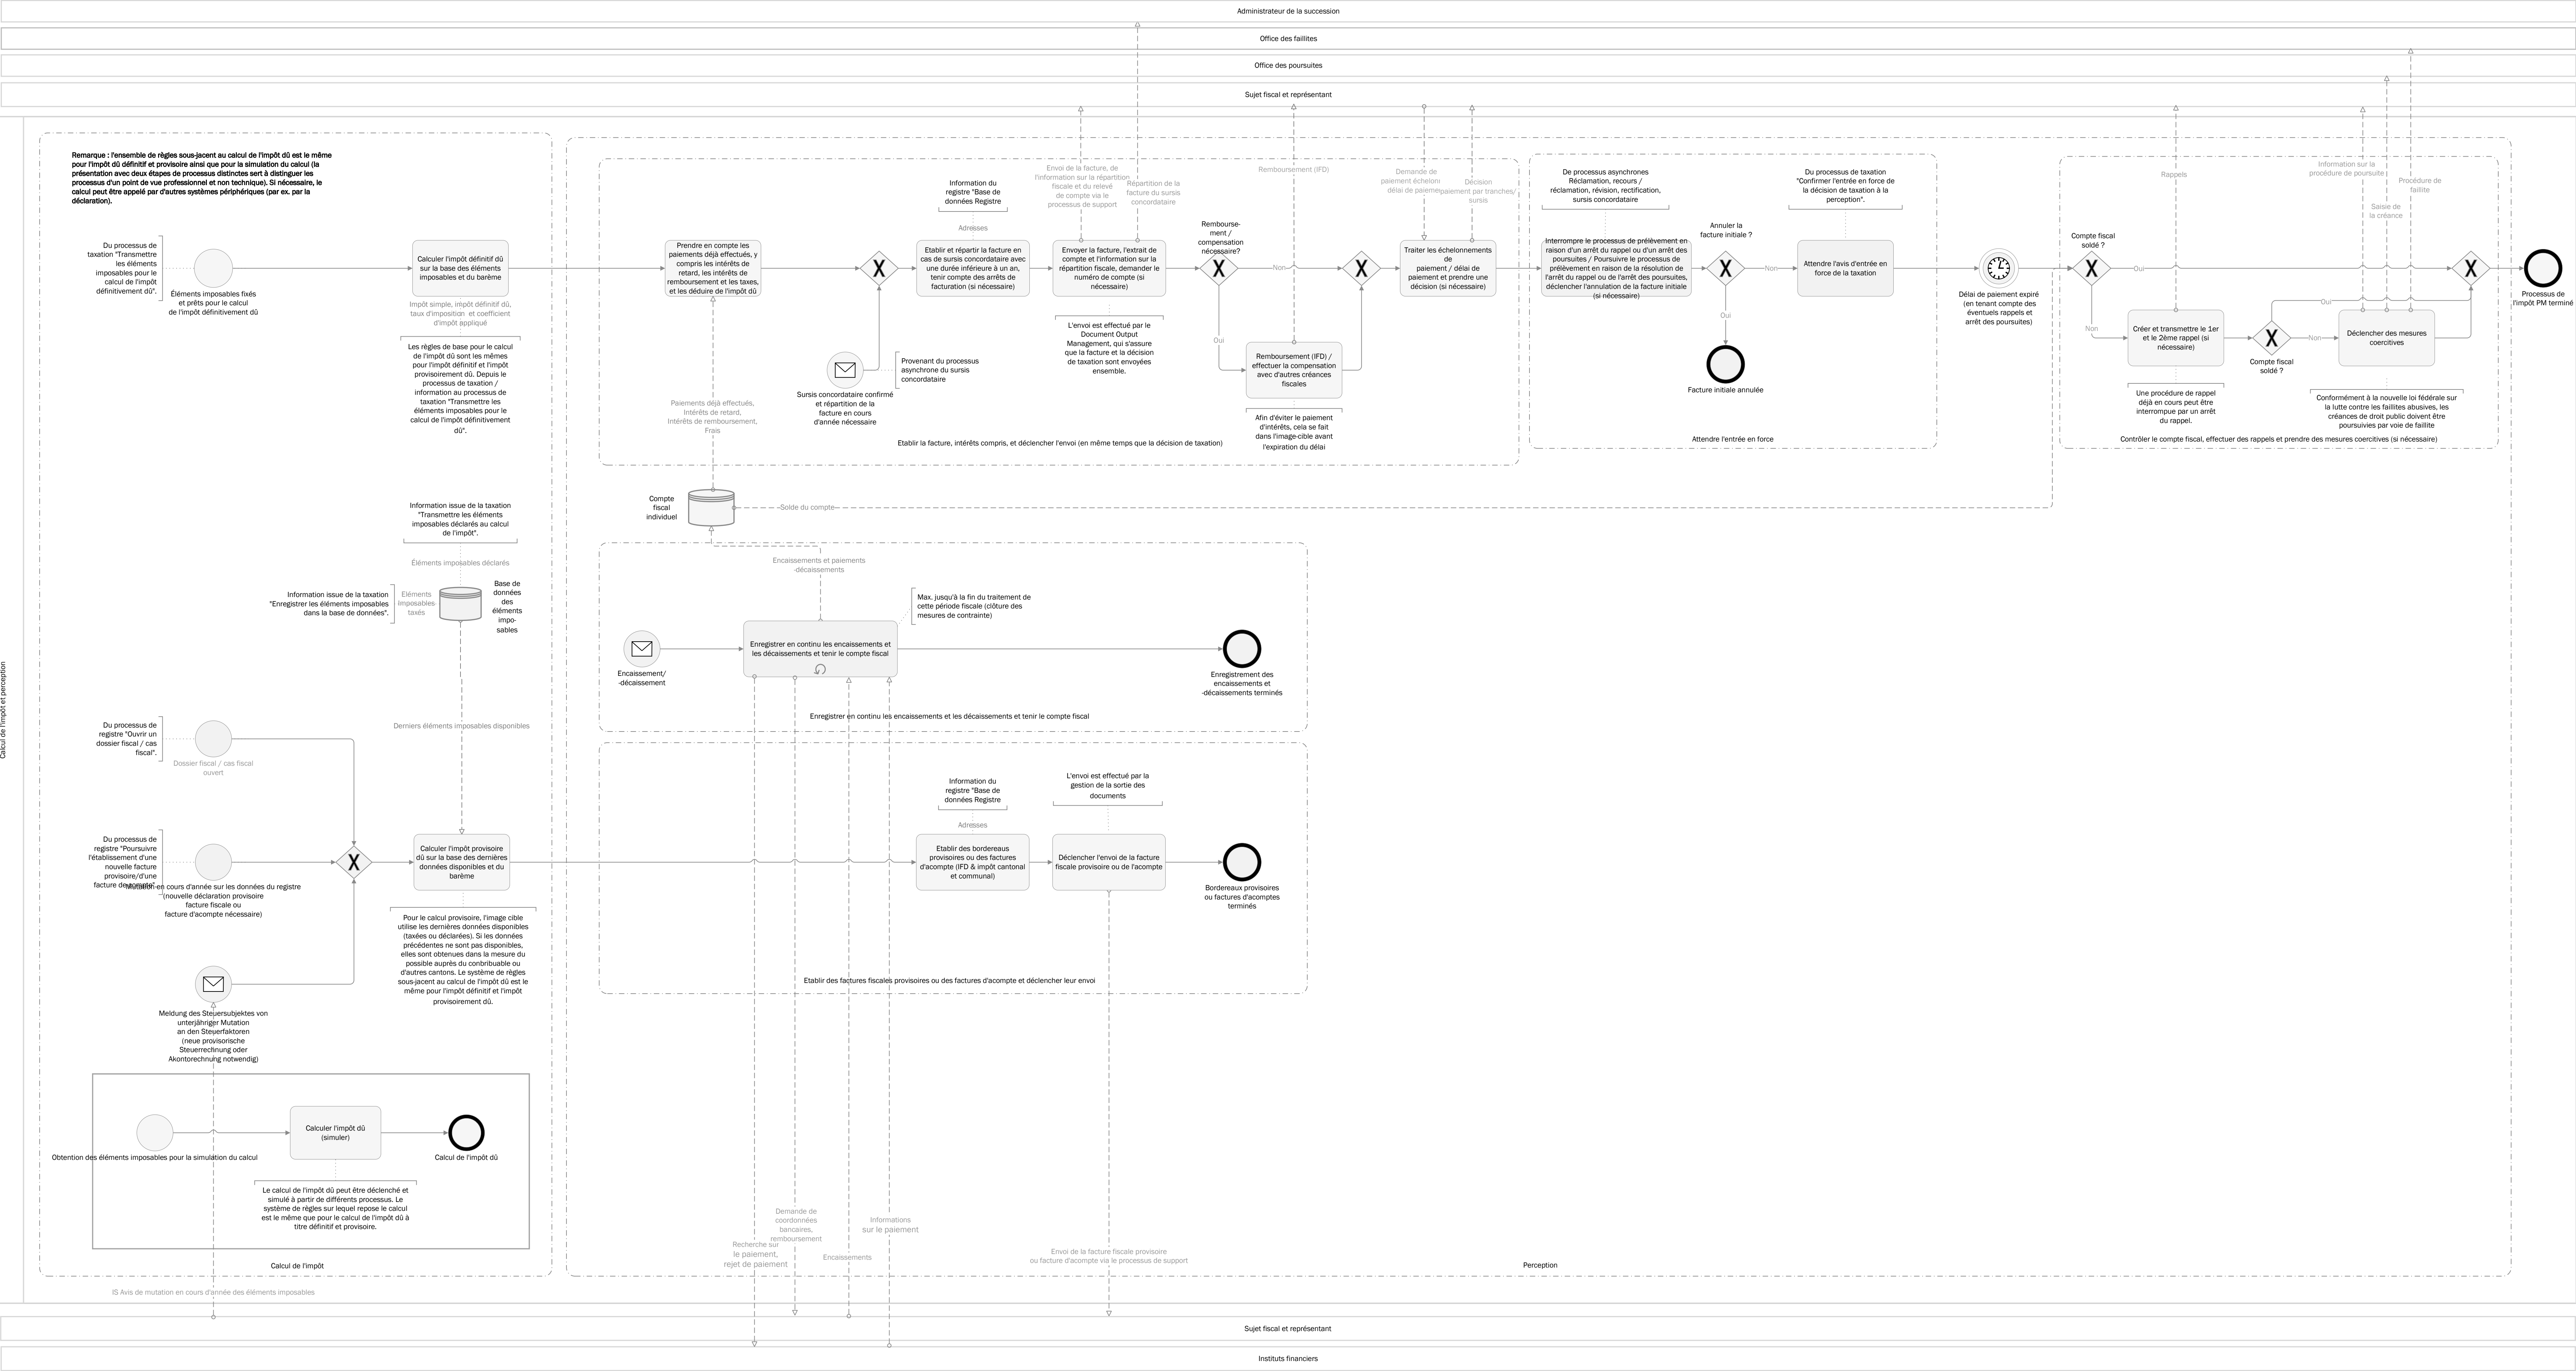 Administrateur de la succession
Office des faillites
Office des poursuites
Sujet fiscal et représentant
Calcul de l'impôt et perception
Remarque : l'ensemble de règles sous-jacent au calcul de l'impôt dû est le même
pour l'impôt dû définitif et provisoire ainsi que pour la simulation du calcul (la
présentation avec deux étapes de processus distinctes sert à distinguer les
processus d'un point de vue professionnel et non technique). Si nécessaire, le
calcul peut être appelé par d'autres systèmes périphériques (par ex. par la
déclaration).
Du processus de
taxation "Transmettre
les éléments
imposables pour le
calcul de l'impôt
définitivement dû".
Éléments imposables fixés
et prêts pour le calcul
de l'impôt définitivement dû
Calculer l'impôt définitif dû
sur la base des éléments
imposables et du barème
Impôt simple, impôt définitif dû,
taux d'imposition et coefficient
d'impôt appliqué
Les règles de base pour le calcul
de l'impôt dû sont les mêmes
pour l'impôt définitif et l'impôt
provisoirement dû. Depuis le
processus de taxation /
information au processus de
taxation "Transmettre les
éléments imposables pour le
calcul de l'impôt définitivement
dû".
Information issue de la taxation
"Transmettre les éléments
imposables déclarés au calcul
de l'impôt".
Éléments imposables déclarés
Information issue de la taxation
"Enregistrer les éléments imposables
dans la base de données".
Eléments
imposables
taxés
Base de
données
des
éléments
impo-
sables
Derniers éléments imposables disponibles
Du processus de
registre "Ouvrir un
dossier fiscal / cas
fiscal".
Dossier fiscal / cas fiscal
ouvert
Du processus de
registre "Poursuivre
l'établissement d'une
nouvelle facture
provisoire/d'une
facture de compte".
Mutation en cours d'année sur les données du registre
(nouvelle déclaration provisoire
facture fiscale ou
facture d'acompte nécessaire)
Calculer l'impôt provisoire
dû sur la base des dernières
données disponibles et du
barème
Pour le calcul provisoire, l'image cible
utilise les dernières données disponibles
(taxées ou déclarées). Si les données
précédentes ne sont pas disponibles,
elles sont obtenues dans la mesure du
possible auprès du conbribuable ou
d'autres cantons. Le système de règles
sous-jacent au calcul de l'impôt dû est le
même pour l'impôt définitif et l'impôt
provisoirement dû.
Meldung des Steuersubjektes von
unterjähriger Mutation
an den Steuerfaktoren
(neue provisorische
Steuerrechnung oder
Akontorechnung notwendig)
Obtention des éléments imposables pour la simulation du calcul
Calculer l'impôt dû
(simuler)
Calcul de l'impôt dû
Le calcul de l'impôt dû peut être déclenché et
simulé à partir de différents processus. Le
système de règles sur lequel repose le calcul
est le même que pour le calcul de l'impôt dû à
titre définitif et provisoire.
Calcul de l'impôt
IS Avis de mutation en cours d'année des éléments imposables
Prendre en compte les
paiements déjà effectués, y
compris les intérêts de
retard, les intérêts de
remboursement et les taxes,
et les déduire de l'impôt dû
Paiements déjà effectués,
Intérêts de retard,
Intérêts de remboursement,
Frais
Sursis concordataire confirmé
et répartition de la
facture en cours
d'année nécessaire
Provenant du processus
asynchrone du sursis
concordataire
Information du
registre "Base de
données Registre
Adresses
Etablir et répartir la facture en
cas de sursis concordataire avec
une durée inférieure à un an,
tenir compte des arrêts de
facturation (si nécessaire)
Envoi de la facture, de
l'information sur la répartition
fiscale et du relevé
de compte via le
processus de support
Répartition de la
facture du sursis
concordataire
Envoyer la facture, l'extrait de
compte et l'information sur la
répartition fiscale, demander le
numéro de compte (si
nécessaire)
L'envoi est effectué par le
Document Output
Management, qui s'assure
que la facture et la décision
de taxation sont envoyées
ensemble.
Rembourse-
ment /
compensation
nécessaire?
Non
Oui
Remboursement (IFD)
Remboursement (IFD) /
effectuer la compensation
avec d'autres créances
fiscales
Afin d'éviter le paiement
d'intérêts, cela se fait
dans l'image-cible avant
l'expiration du délai
Demande de
paiement échelon
délai de paieme
Décision
paiement par tranches/
sursis
Traiter les échelonnements
de
paiement / délai de
paiement et prendre une
décision (si nécessaire)
Etablir la facture, intérêts compris, et déclencher l'envoi (en même temps que la décision de taxation)
De processus asynchrones
Réclamation, recours /
réclamation, révision, rectification,
sursis concordataire
Interrompre le processus de prélèvement en
raison d'un arrêt du rappel ou d'un arrêt des
poursuites / Poursuivre le processus de
prélèvement en raison de la résolution de
l'arrêt du rappel ou de l'arrêt des poursuites,
déclencher l'annulation de la facture initiale
(si nécessaire)
Annuler la
facture initiale ?
Non
Oui
Facture initiale annulée
Du processus de taxation
"Confirmer l'entrée en force de
la décision de taxation à la
perception".
Attendre l'avis d'entrée en
force de la taxation
Attendre l'entrée en force
Délai de paiement expiré
(en tenant compte des
éventuels rappels et
arrêt des poursuites)
Compte fiscal
soldé ?
Oui
Non
Rappels
Créer et transmettre le 1er
et le 2ème rappel (si
nécessaire)
Une procédure de rappel
déjà en cours peut être
interrompue par un arrêt
du rappel.
Compte fiscal
soldé ?
Oui
Non
Information sur la
procédure de poursuite
Saisie de
la créance
Procédure de
faillite
Déclencher des mesures
coercitives
Conformément à la nouvelle loi fédérale sur
la lutte contre les faillites abusives, les
créances de droit public doivent être
poursuivies par voie de faillite
Contrôler le compte fiscal, effectuer des rappels et prendre des mesures coercitives (si nécessaire)
Processus de
l'impôt PM terminé
Compte
fiscal
individuel
Solde du compte
Encaissements et paiements
-décaissements
Max. jusqu'à la fin du traitement de
cette période fiscale (clôture des
mesures de contrainte)
Encaissement/
-décaissement
Enregistrer en continu les encaissements et
les décaissements et tenir le compte fiscal
Enregistrement des
encaissements et
-décaissements terminés
Enregistrer en continu les encaissements et les décaissements et tenir le compte fiscal
Information du
registre "Base de
données Registre
Adresses
L'envoi est effectué par la
gestion de la sortie des
documents
Etablir des bordereaus
provisoires ou des factures
d'acompte (IFD & impôt cantonal
et communal)
Déclencher l'envoi de la facture
fiscale provisoire ou de l'acompte
Bordereaux provisoires
ou factures d'acomptes
terminés
Etablir des factures fiscales provisoires ou des factures d'acompte et déclencher leur envoi
Recherche sur
le paiement,
rejet de paiement
Demande de
coordonnées
bancaires,
remboursement
Encaissements
Informations
sur le paiement
Envoi de la facture fiscale provisoire
ou facture d'acompte via le processus de support
Perception
Sujet fiscal et représentant
Instituts financiers